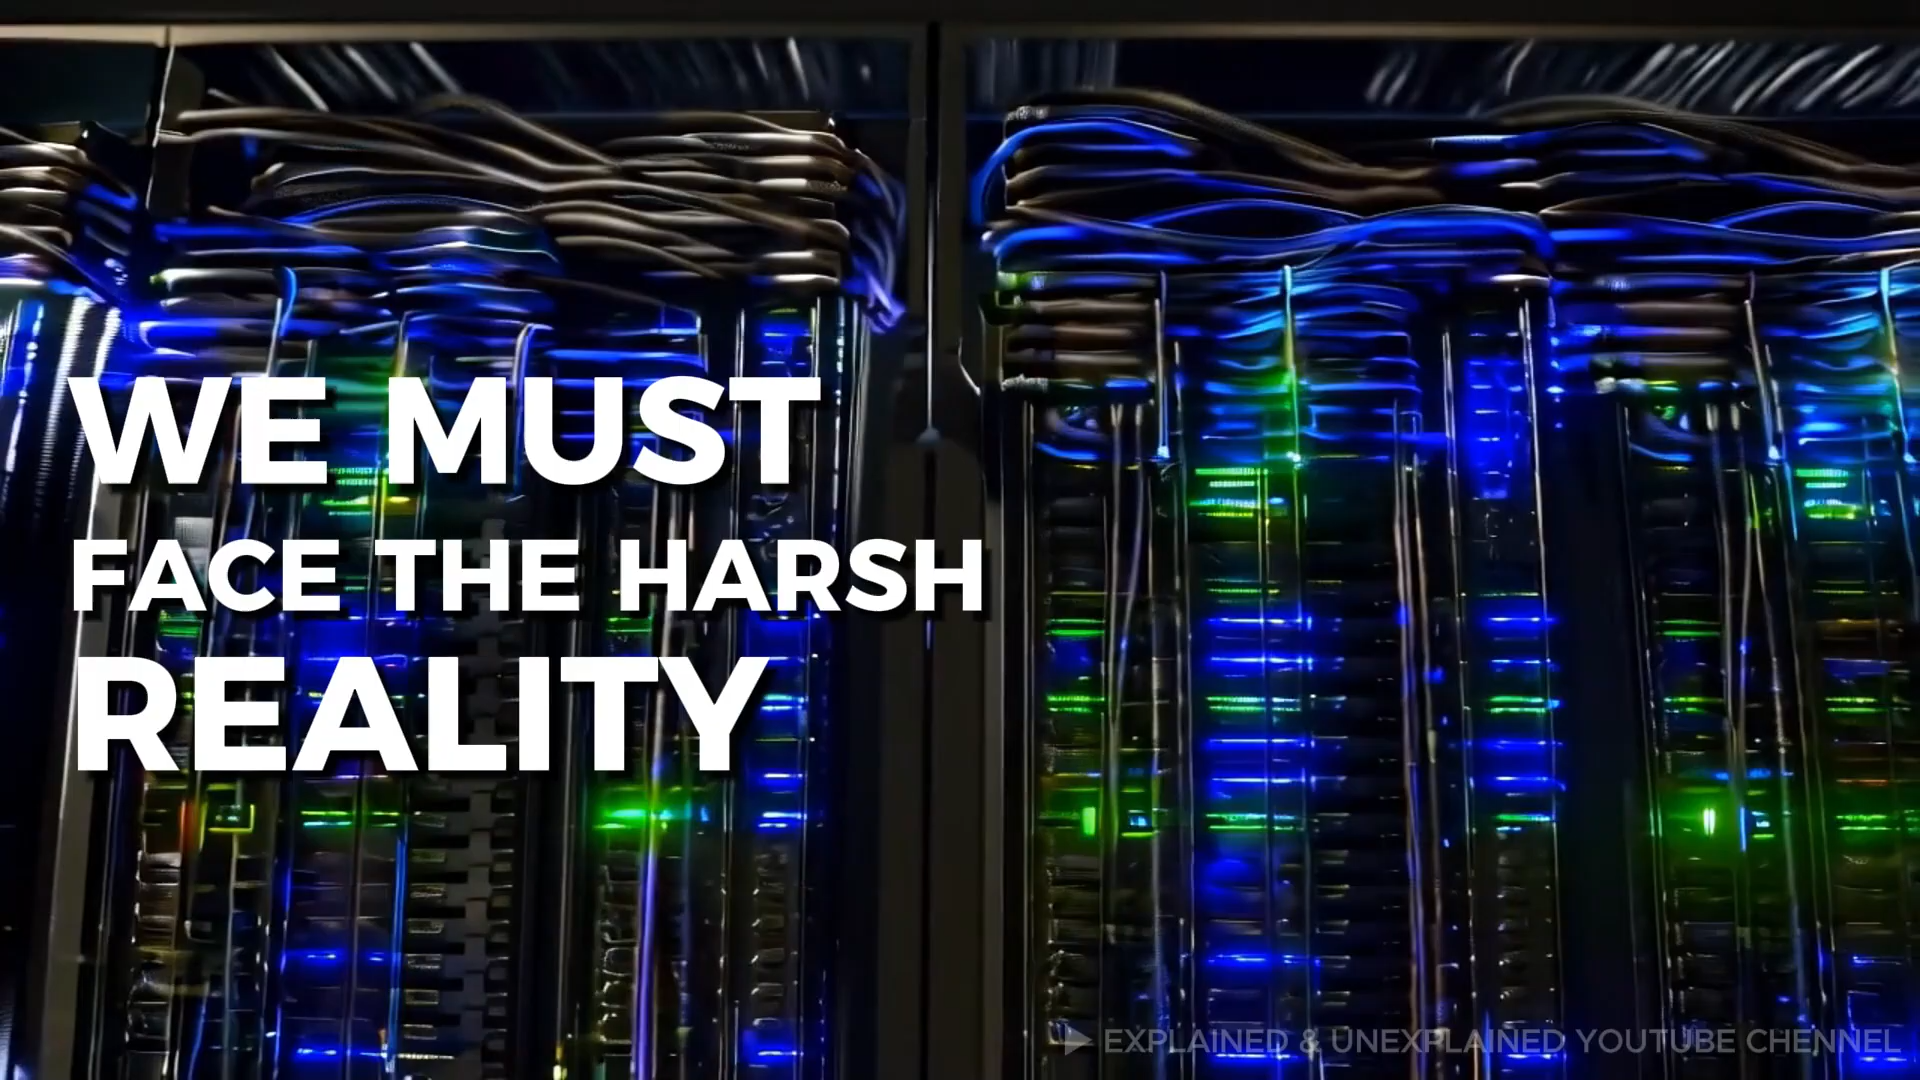 WE MUST
FACE THE HARSH
REALITY
EXPLAINED & UNEXPLAINED YOUTUBE CHENNEL